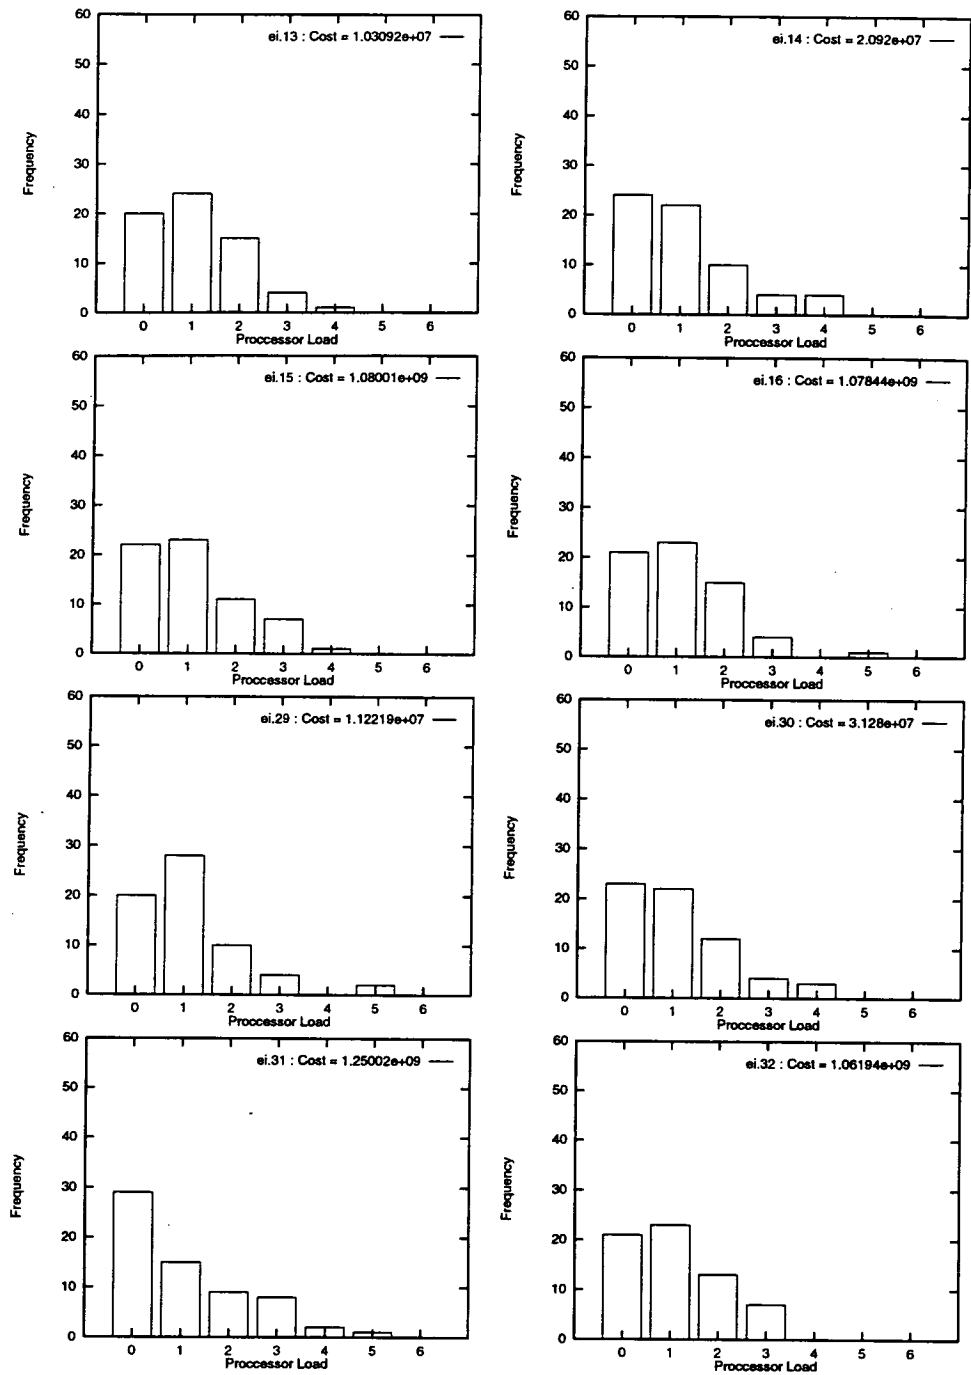 60
ei.13 : Cost = 1.03092e+07
50
40
30
20
10
0
Frequency
0 1 2 3 4 5 6
Proccessor Load
60
ei.14 : Cost = 2.092e+07
50
40
30
20
10
0
Frequency
0 1 2 3 4 5 6
Proccessor Load
60
ei.15 : Cost = 1.08001e+09
50
40
30
20
10
0
Frequency
0 1 2 3 4 5 6
Proccessor Load
60
ei.16 : Cost = 1.07844e+09
50
40
30
20
10
0
Frequency
0 1 2 3 4 5 6
Proccessor Load
60
ei.29 : Cost = 1.12219e+07
50
40
30
20
10
0
Frequency
0 1 2 3 4 5 6
Proccessor Load
60
ei.30 : Cost = 3.128e+07
50
40
30
20
10
0
Frequency
0 1 2 3 4 5 6
Proccessor Load
60
ei.31 : Cost = 1.25002e+09
50
40
30
20
10
0
Frequency
0 1 2 3 4 5 6
Proccessor Load
60
ei.32 : Cost = 1.06194e+09
50
40
30
20
10
0
Frequency
0 1 2 3 4 5 6
Proccessor Load